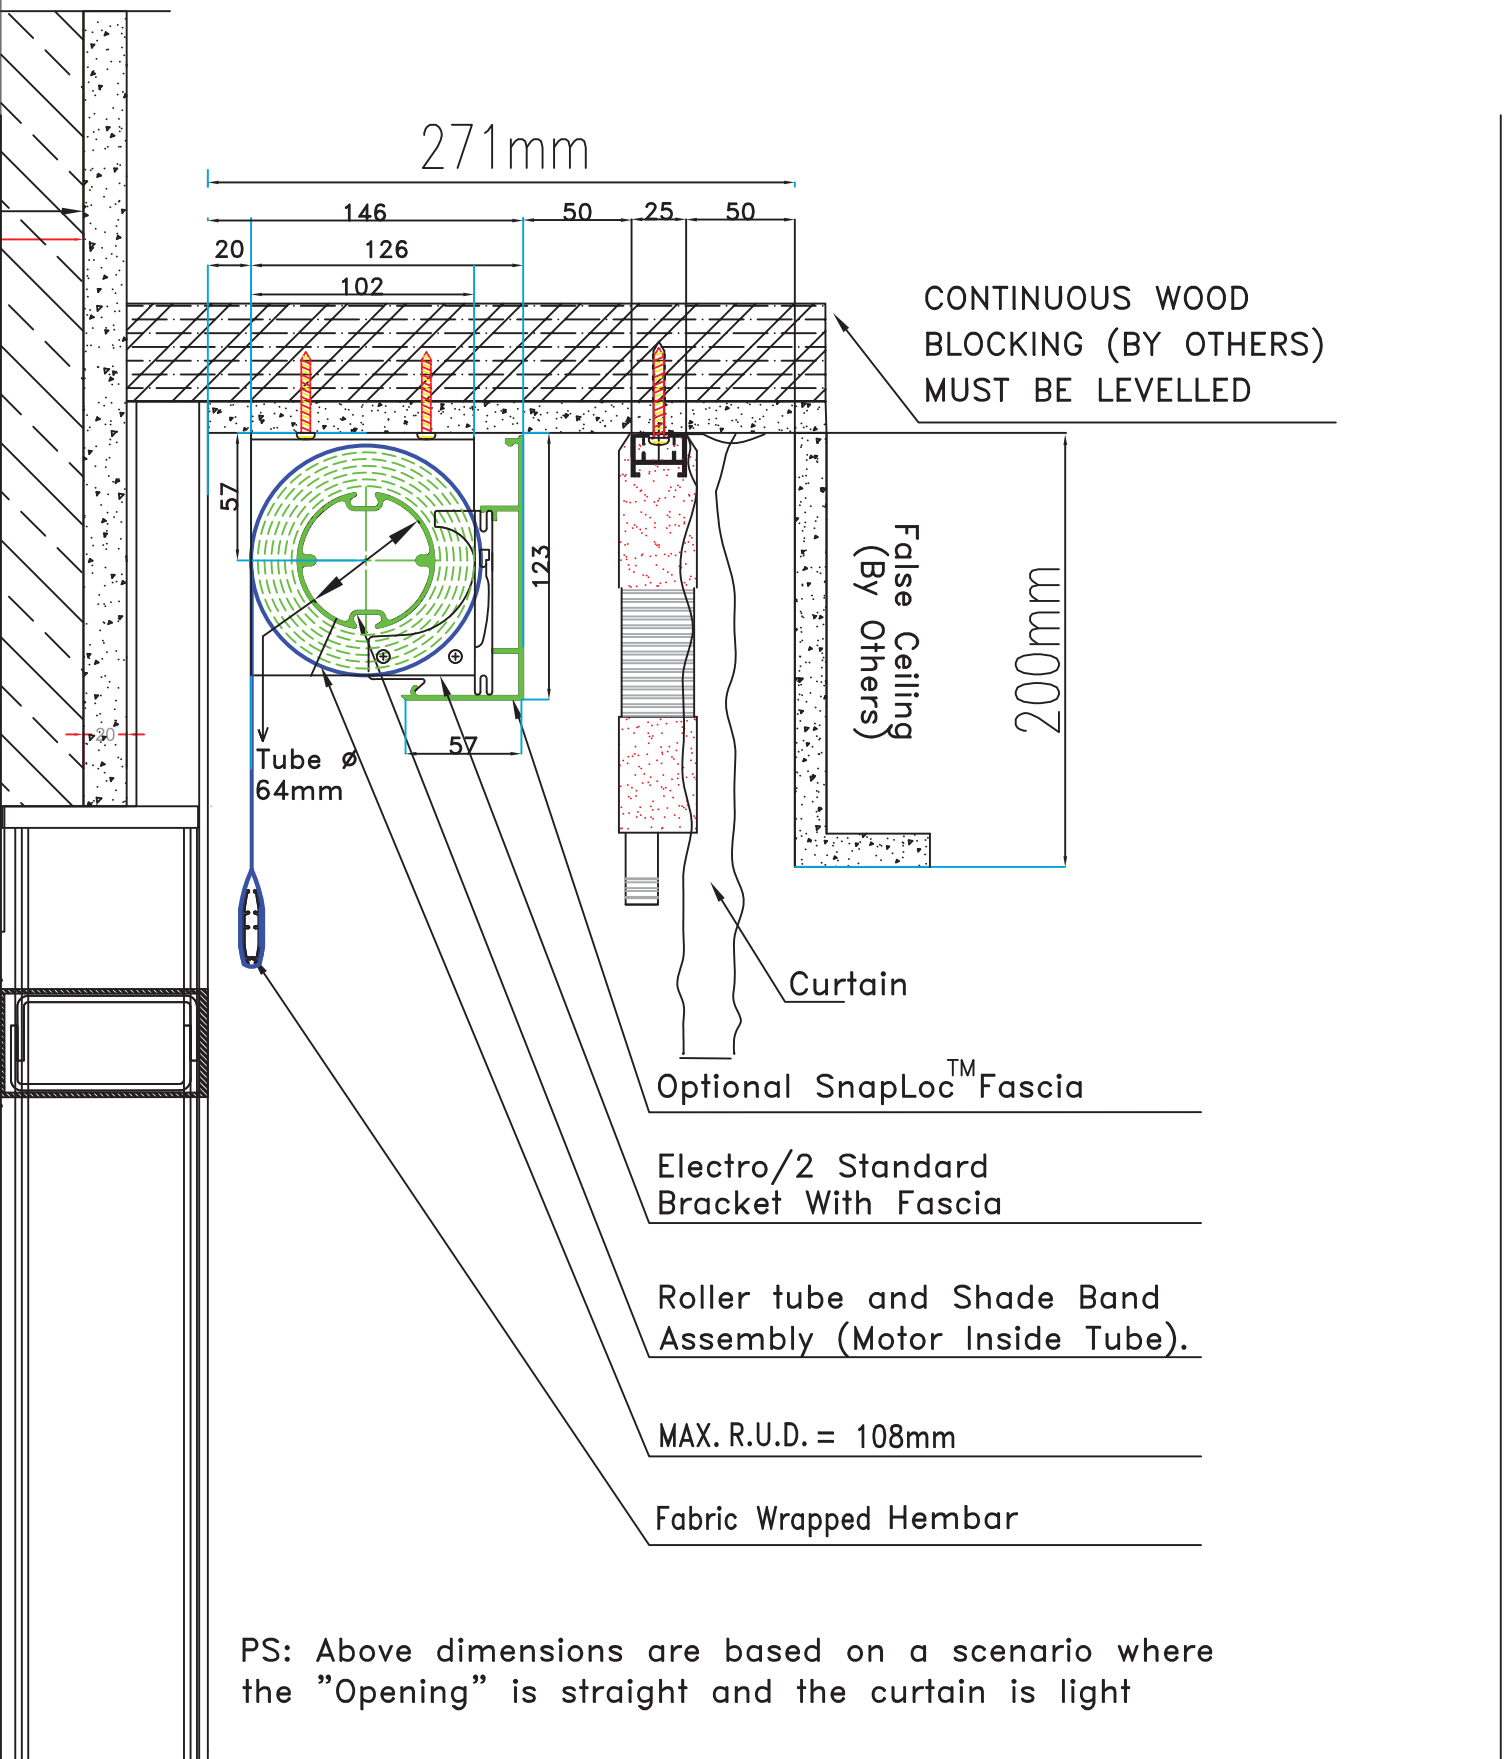 271mm
146
50
25
50
20
126
102
CONTINUOUS WOOD
BLOCKING (BY OTHERS)
MUST BE LEVELLED
57
123
False Ceiling
(By Others)
200mm
20
57
Tube ø
64mm
Curtain
Optional SnapLoc™ Fascia
Electro/2 Standard
Bracket With Fascia
Roller tube and Shade Band
Assembly (Motor Inside Tube).
MAX. R.U.D. = 108mm
Fabric Wrapped Hembar
PS: Above dimensions are based on a scenario where
the ”Opening” is straight and the curtain is light